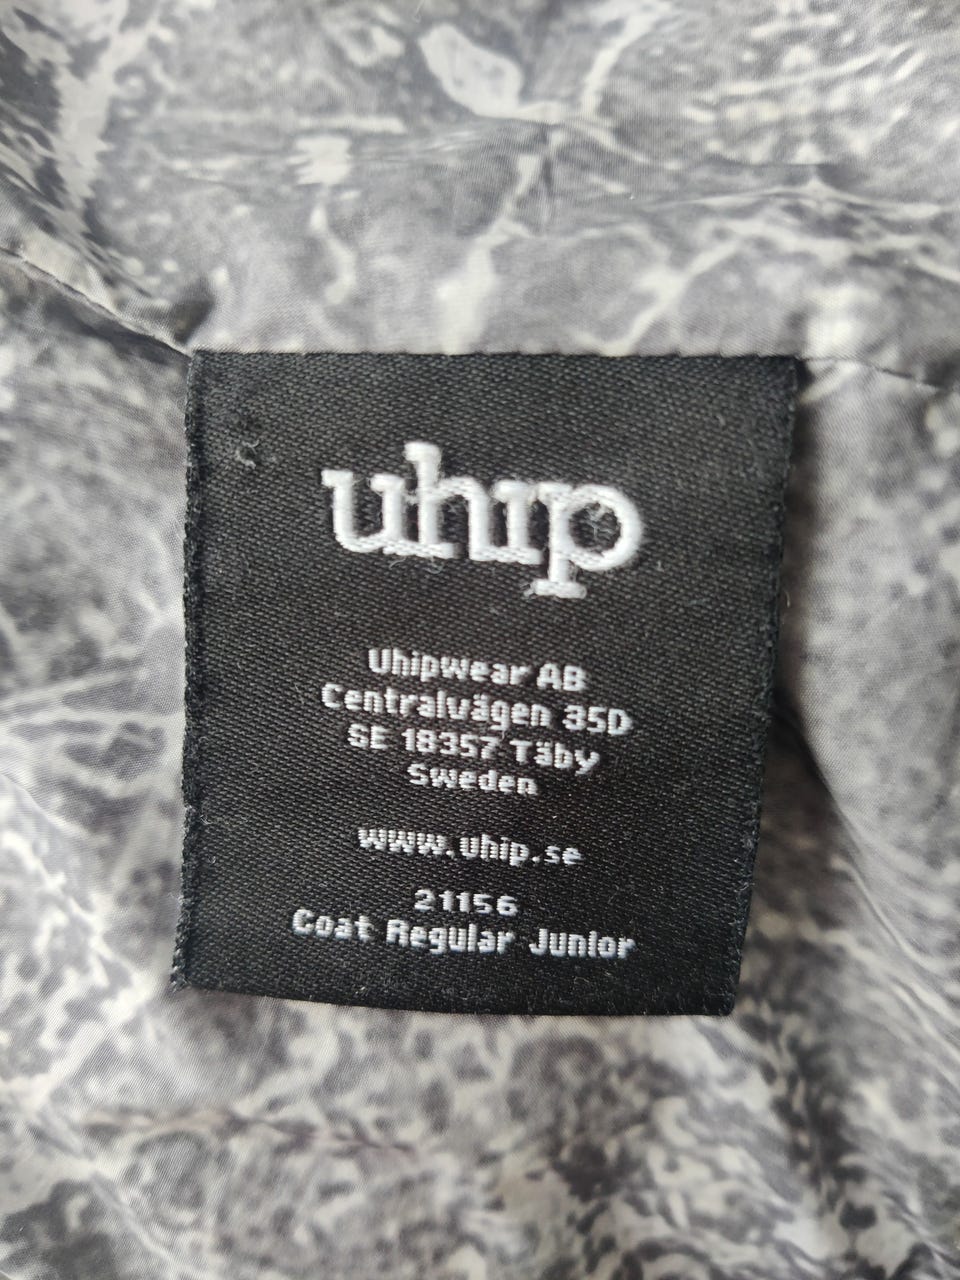 uhip
Uhipwear AB
Centralvägen 35D
SE 18357 Täby
Sweden
www.uhip.se
21156
Coat Regular Junior